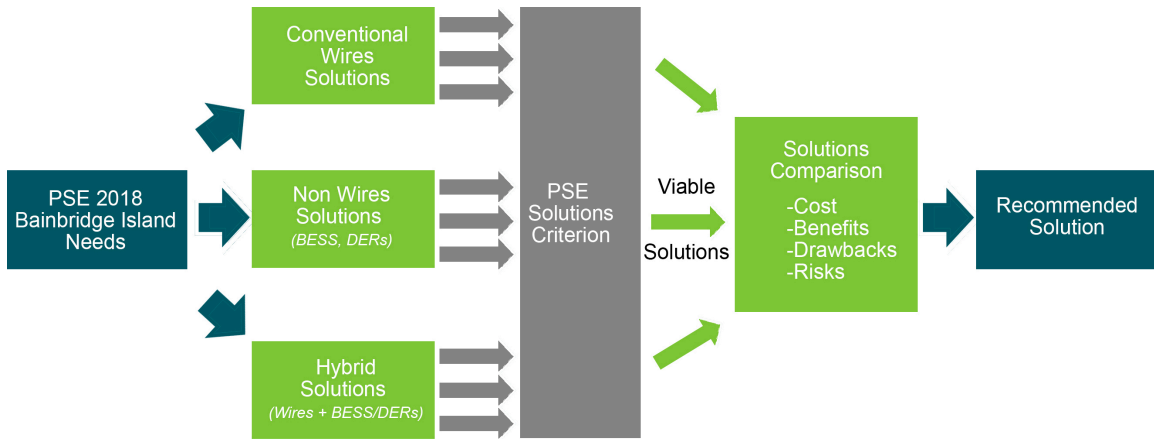 PSE 2018
Bainbridge Island
Needs
Conventional
Wires
Solutions
Non Wires
Solutions
(BESS, DERs)
Hybrid
Solutions
(Wires + BESS/DERs)
PSE
Solutions
Criterion
Viable
Solutions
Solutions
Comparison
-Cost
-Benefits
-Drawbacks
-Risks
Recommended
Solution